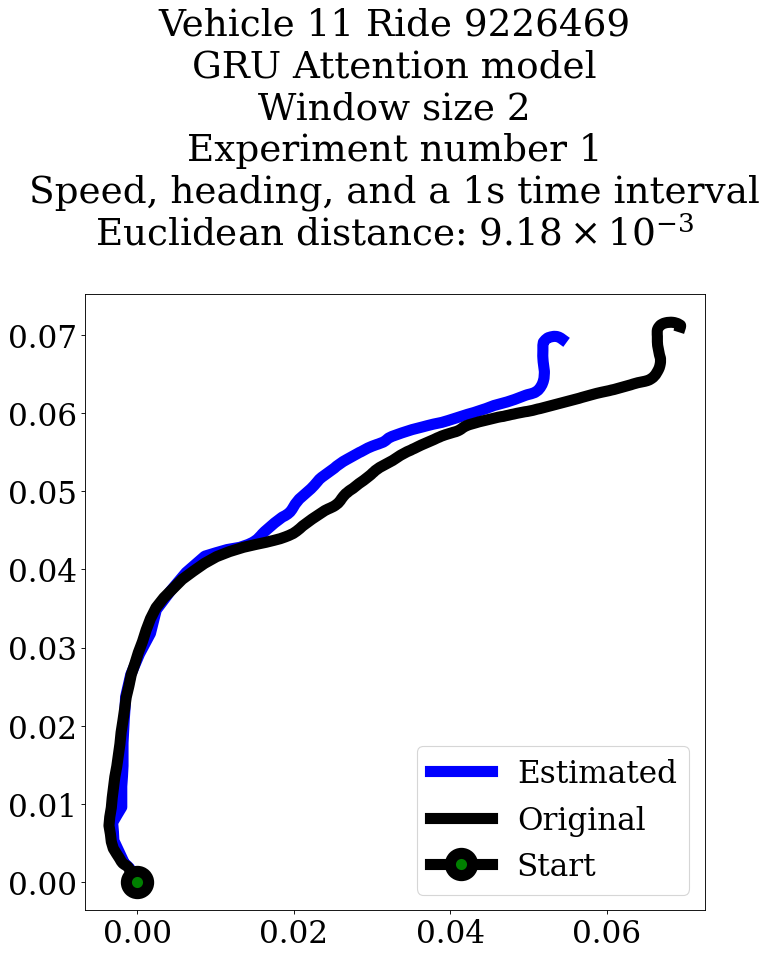 Vehicle 11 Ride 9226469
GRU Attention model
Window size 2
Experiment number 1
Speed, heading, and a 1s time interval
Euclidean distance: 9.18 × 10⁻³
0.07
0.06
0.05
0.04
0.03
0.02
0.01
0.00
Estimated
Original
Start
0.00 0.02 0.04 0.06